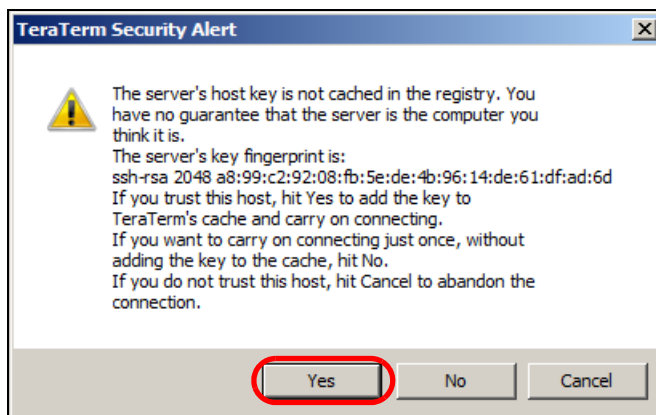 TeraTerm Security Alert
The server's host key is not cached in the registry. You
have no guarantee that the server is the computer you
think it is.
The server's key fingerprint is:
ssh-rsa 2048 a8:99:c2:92:08:fb:5e:de:4b:96:14:de:61:df:ad:6d
If you trust this host, hit Yes to add the key to
TeraTerm's cache and carry on connecting.
If you want to carry on connecting just once, without
adding the key to the cache, hit No.
If you do not trust this host, hit Cancel to abandon the
connection.
Yes No Cancel